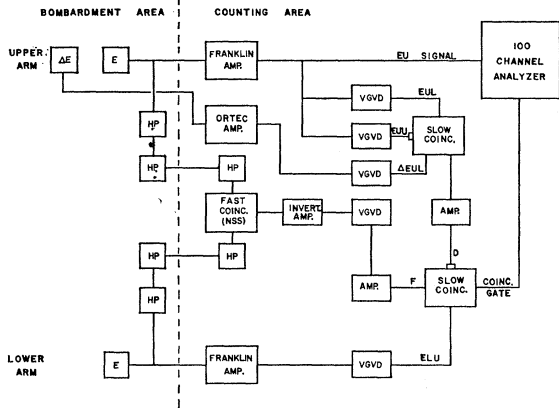 BOMBARDMENT AREA
COUNTING AREA
UPPER
ARM
ΔE
E
FRANKLIN
AMP.
EU SIGNAL
100
CHANNEL
ANALYZER
VGVD
EUL
HP
ORTEC
AMP.
VGVD
EUU
SLOW
COINC.
HP
HP
VGVD
ΔEUL
FAST
COINC.
(NSS)
INVERT.
AMP.
VGVD
AMP.
D
HP
HP
AMP.
F
SLOW
COINC.
COINC.
GATE
HP
LOWER
ARM
E
FRANKLIN
AMP.
VGVD
ELU